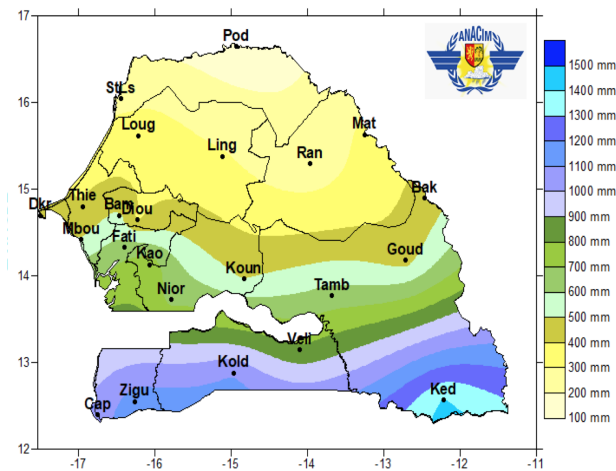 17
16
15
14
13
12
-17
-16
-15
-14
-13
-12
-11
ANACIM
Pod
StLs
Loug
Ling
Mat
Ran
Bak
Dkr
Thie
Bam
Diou
Mbou
Fati
Kao
Goud
Koun
Tamb
Nior
Veli
Kold
Ked
Zigu
Cap
1500 mm
1400 mm
1300 mm
1200 mm
1100 mm
1000 mm
900 mm
800 mm
700 mm
600 mm
500 mm
400 mm
300 mm
200 mm
100 mm